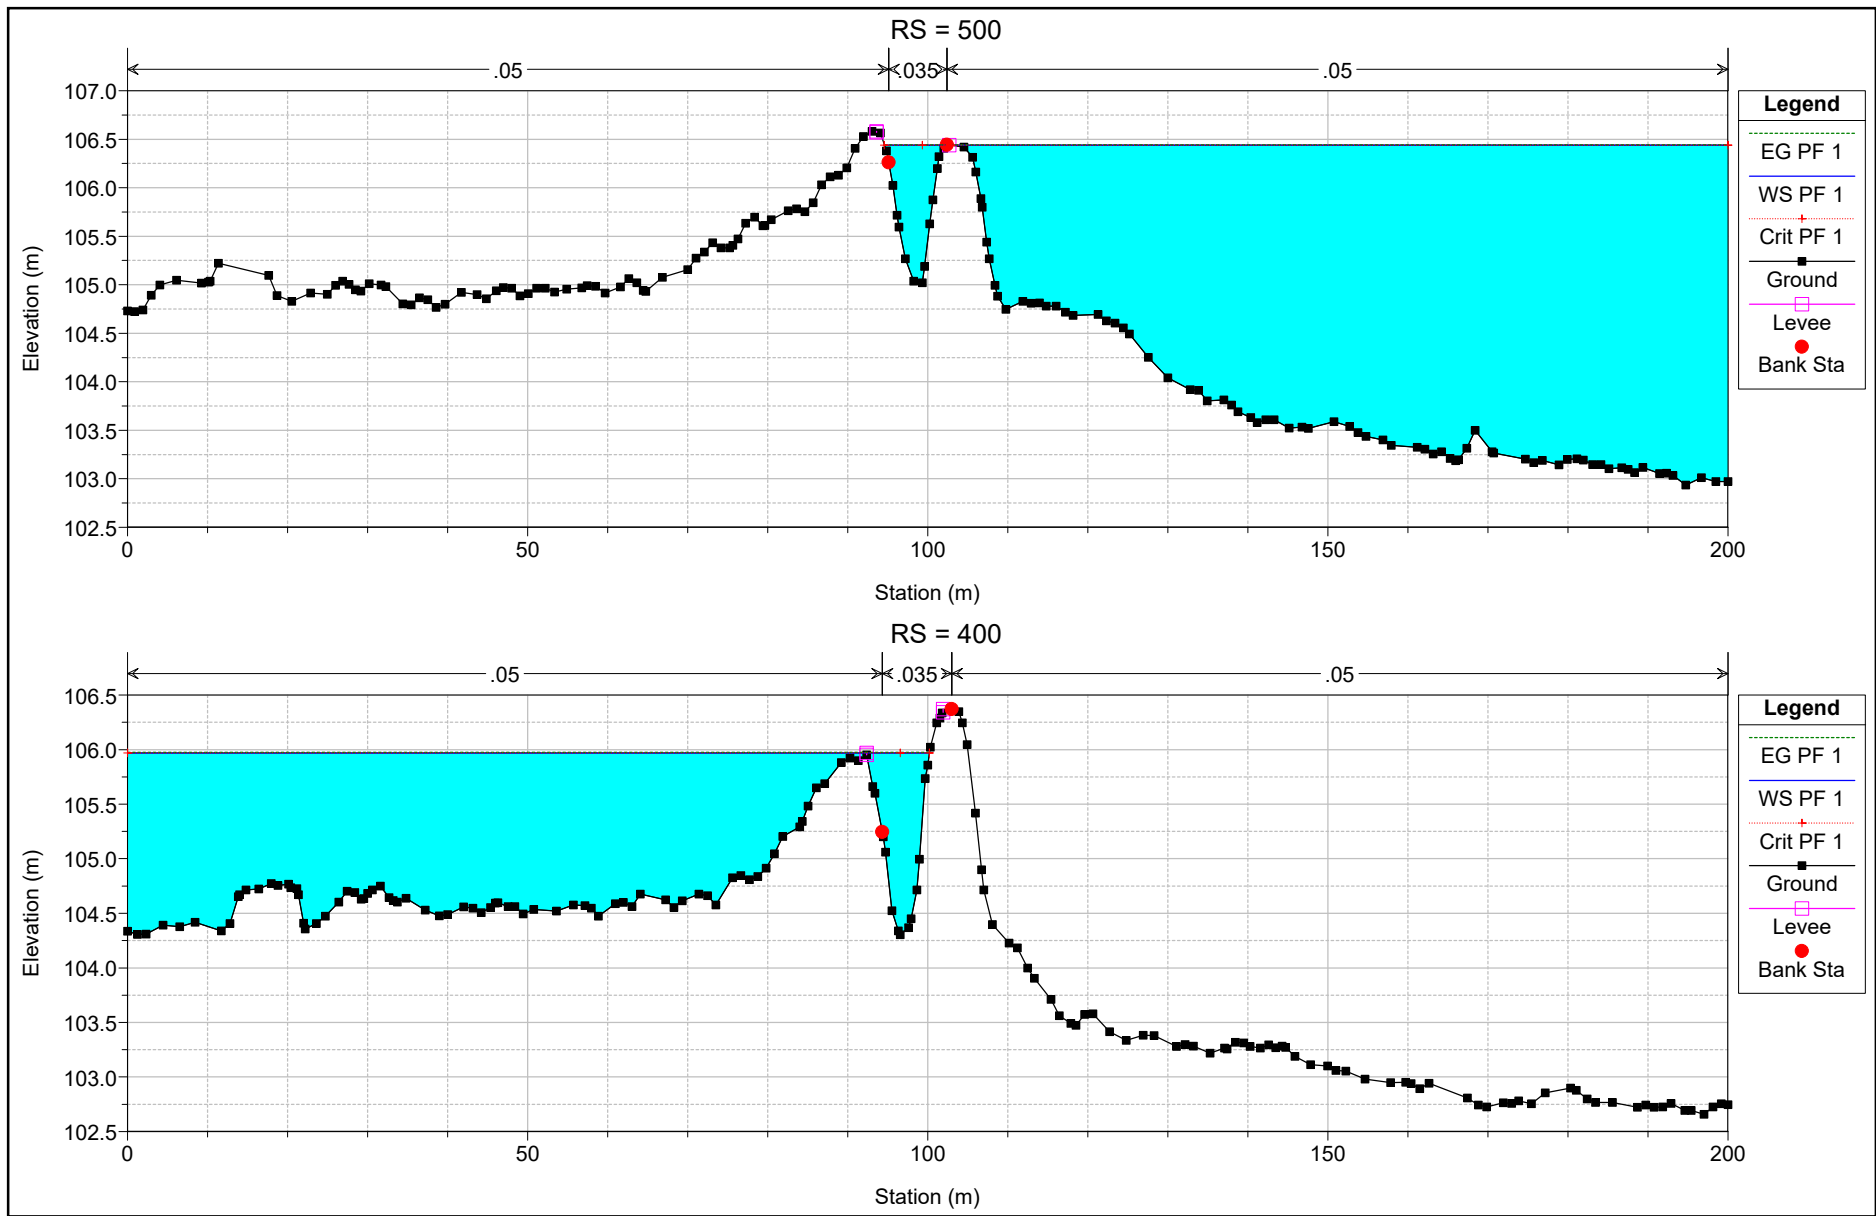 RS = 500
.05 .035 .05
107.0
106.5
106.0
105.5
105.0
104.5
104.0
103.5
103.0
102.5
Elevation (m)
0 50 100 150 200
Station (m)
Legend
EG PF 1
WS PF 1
Crit PF 1
Ground
Levee
Bank Sta
RS = 400
.05 .035 .05
106.5
106.0
105.5
105.0
104.5
104.0
103.5
103.0
102.5
Elevation (m)
0 50 100 150 200
Station (m)
Legend
EG PF 1
WS PF 1
Crit PF 1
Ground
Levee
Bank Sta